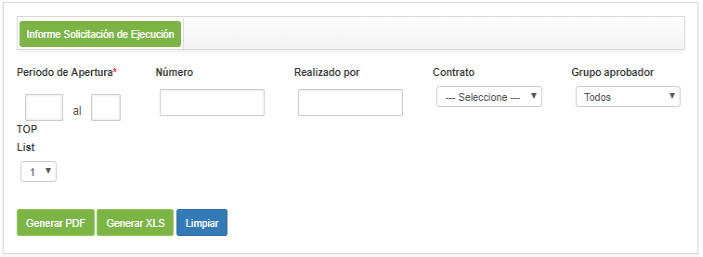 Informe Solicitación de Ejecución
Periodo de Apertura* Número Realizado por Contrato Grupo aprobador
al --- Seleccione --- Todos
TOP
List
1
Generar PDF Generar XLS Limpiar